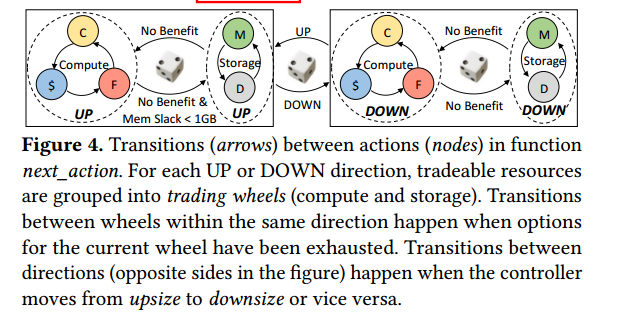 No Benefit
UP
No Benefit
C
M
C
M
Compute
Storage
Compute
Storage
$
F
D
$
F
D
UP
No Benefit &
Mem Slack < 1GB
UP
DOWN
DOWN
No Benefit
DOWN
Figure 4. Transitions (arrows) between actions (nodes) in function
next_action. For each UP or DOWN direction, tradeable resources
are grouped into trading wheels (compute and storage). Transitions
between wheels within the same direction happen when options
for the current wheel have been exhausted. Transitions between
directions (opposite sides in the figure) happen when the controller
moves from upsize to downsize or vice versa.